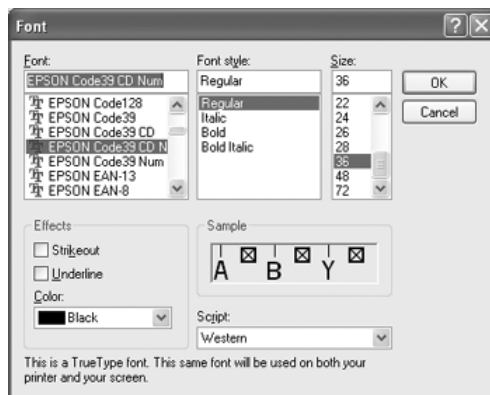 Font
Font:
EPSON Code39 CD Num
EPSON Code128
EPSON Code39
EPSON Code39 CD
EPSON Code39 CD N
EPSON Code39 Num
EPSON EAN-13
EPSON EAN-8
Font style:
Regular
Regular
Italic
Bold
Bold Italic
Size:
36
22
24
26
28
36
48
72
OK
Cancel
Effects
Strikeout
Underline
Color:
Black
Sample
A B Y
Script:
Western
This is a TrueType font. This same font will be used on both your
printer and your screen.